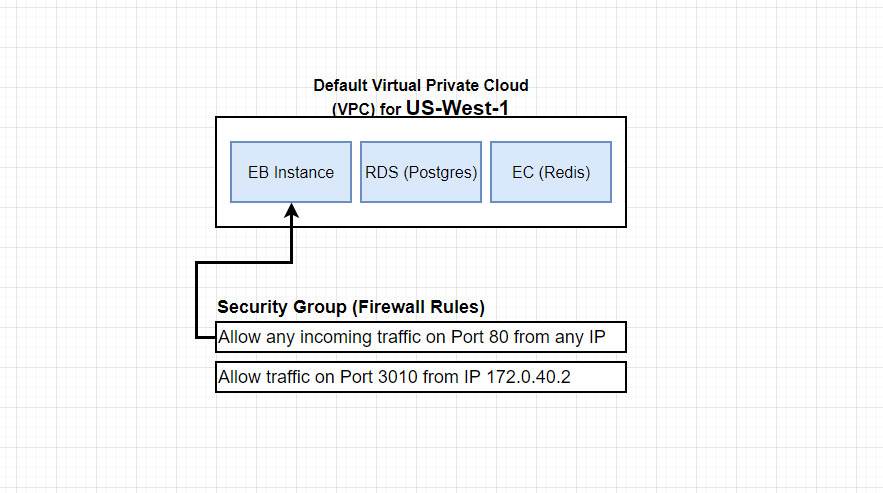 Default Virtual Private Cloud
(VPC) for US-West-1
EB Instance
RDS (Postgres)
EC (Redis)
Security Group (Firewall Rules)
Allow any incoming traffic on Port 80 from any IP
Allow traffic on Port 3010 from IP 172.0.40.2